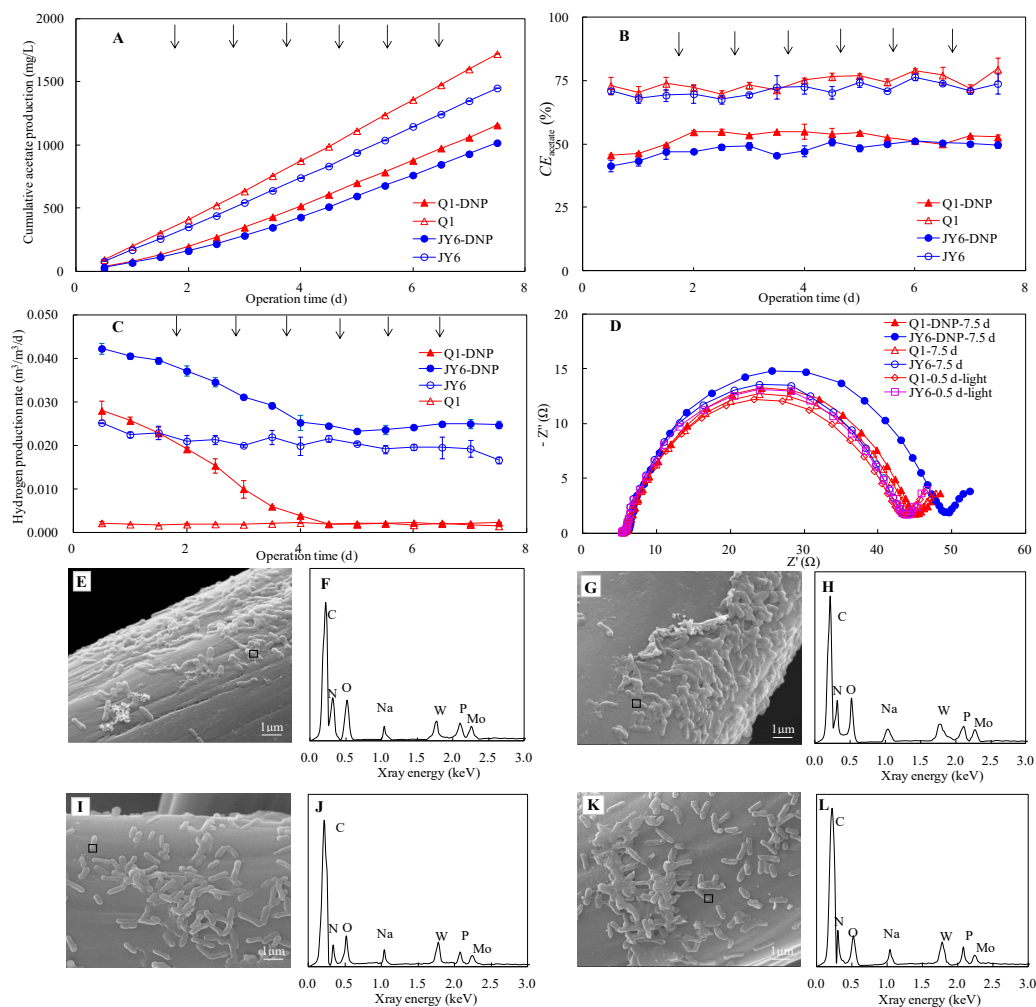 A
Cumulative acetate production (mg/L)
2000
1500
1000
500
0
0
2
4
6
8
Operation time (d)
Q1-DNP
Q1
JY6-DNP
JY6
B
CEacetate (%)
100
75
50
25
0
0
2
4
6
8
Operation time (d)
Q1-DNP
Q1
JY6-DNP
JY6
C
Hydrogen production rate (m³/m³/d)
0.050
0.040
0.030
0.020
0.010
0.000
0
2
4
6
8
Operation time (d)
Q1-DNP
JY6-DNP
JY6
Q1
D
- Z'' (Ω)
20
15
10
5
0
0
10
20
30
40
50
60
Z' (Ω)
Q1-DNP-7.5 d
JY6-DNP-7.5 d
Q1-7.5 d
JY6-7.5 d
Q1-0.5 d-light
JY6-0.5 d-light
E
1μm
F
C
N
O
Na
W
P
Mo
0.0 0.5 1.0 1.5 2.0 2.5 3.0
Xray energy (keV)
G
1μm
H
C
N
O
Na
W
P
Mo
0.0 0.5 1.0 1.5 2.0 2.5 3.0
Xray energy (keV)
I
1μm
J
C
N
O
Na
W
P
Mo
0.0 0.5 1.0 1.5 2.0 2.5 3.0
Xray energy (keV)
K
1μm
L
C
N
O
Na
W
P
Mo
0.0 0.5 1.0 1.5 2.0 2.5 3.0
Xray energy (keV)